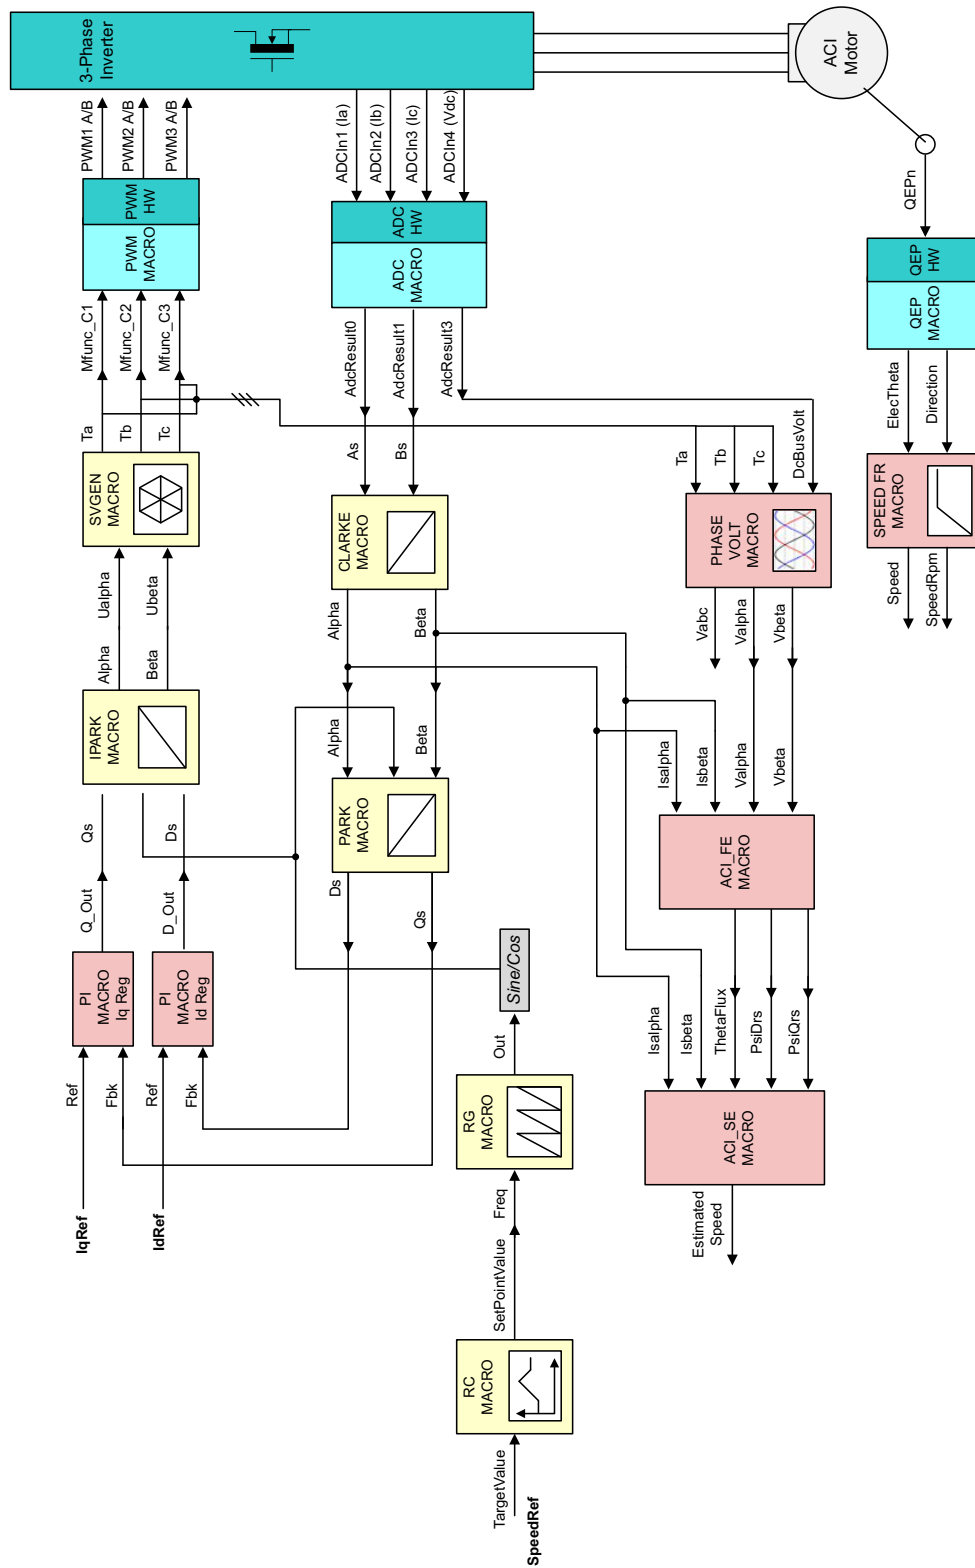 IqRef
Ref
Fbk
PI
MACRO
Iq Reg
Q_Out
Qs
IdRef
Ref
Fbk
PI
MACRO
Id Reg
D_Out
Ds
IPARK
MACRO
Alpha
Beta
Ualpha
Ubeta
SVGEN
MACRO
Ta
Tb
Tc
Mfunc_C1
Mfunc_C2
Mfunc_C3
PWM
MACRO
PWM
HW
PWM1 A/B
PWM2 A/B
PWM3 A/B
3-Phase
Inverter
Ds
Qs
PARK
MACRO
Alpha
Beta
Alpha
Beta
CLARKE
MACRO
As
Bs
AdcResult0
AdcResult1
AdcResult3
ADC
MACRO
ADC
HW
ADCIn1 (Ia)
ADCIn2 (Ib)
ADCIn3 (Ic)
ADCIn4 (Vdc)
SpeedRef
TargetValue
RC
MACRO
SetPointValue
Freq
RG
MACRO
Out
Sine/Cos
Estimated
Speed
ACI_SE
MACRO
Isalpha
Isbeta
ThetaFlux
PsiDrs
PsiQrs
ACI_FE
MACRO
Isalpha
Isbeta
Valpha
Vbeta
Vabc
Valpha
Vbeta
PHASE
VOLT
MACRO
Ta
Tb
Tc
DcBusVolt
Speed
SpeedRpm
SPEED FR
MACRO
ElecTheta
Direction
QEP
MACRO
QEP
HW
QEPn
ACI
Motor